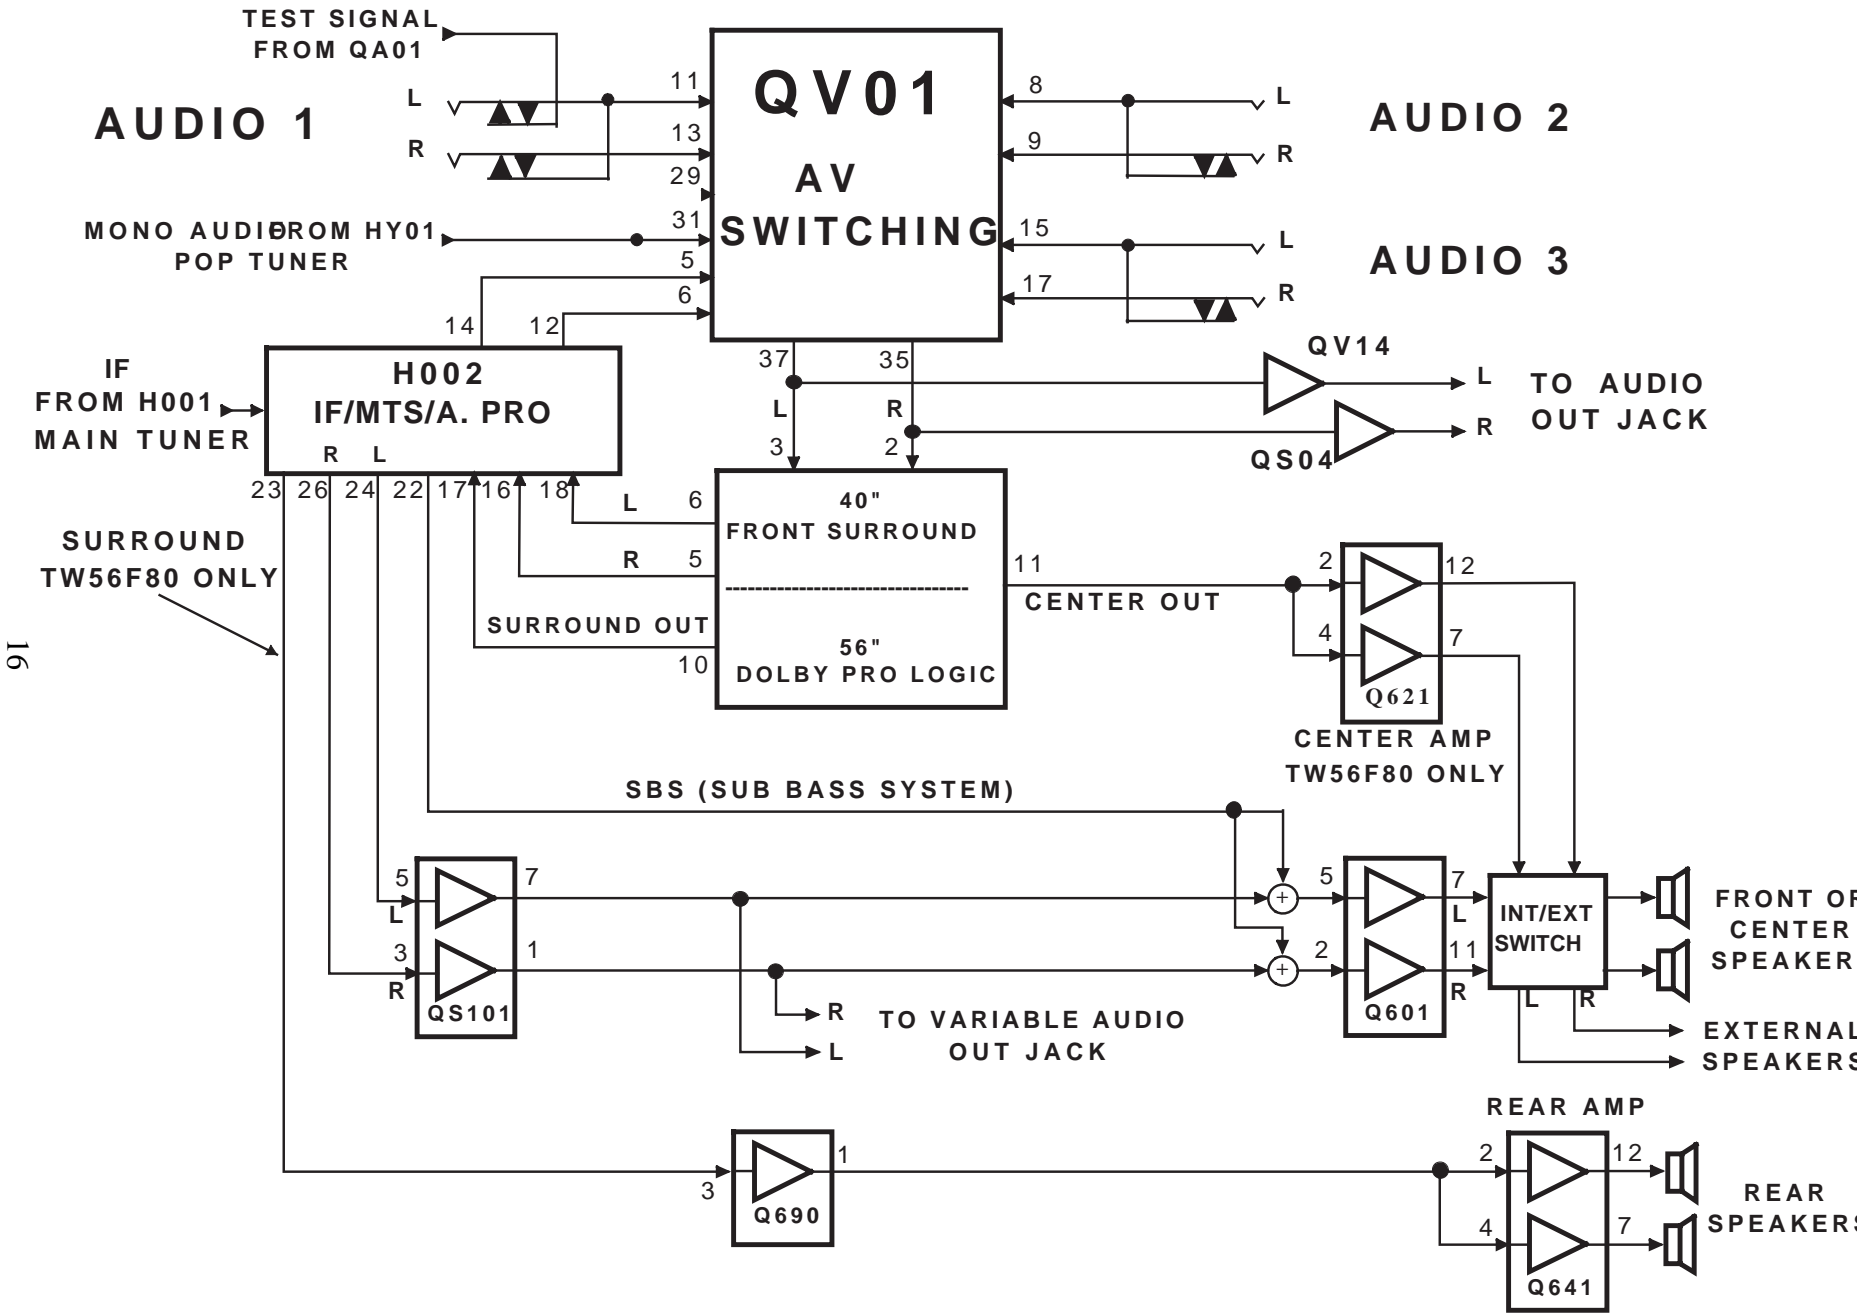 TEST SIGNAL
FROM QA01
AUDIO 1
L
R
11
13
29
31
5
6
QV01
AV
SWITCHING
8
9
15
17
L
R
AUDIO 2
L
R
AUDIO 3
MONO AUDIO FROM HY01
POP TUNER
14
12
IF
FROM H001
MAIN TUNER
H002
IF/MTS/A. PRO
R L
23 26 24 22 17 16 18
37
35
L
R
3
2
QV14
L
QS04
R
TO AUDIO
OUT JACK
SURROUND
TW56F80 ONLY
L
6
R
5
SURROUND OUT
10
40"
FRONT SURROUND
56"
DOLBY PRO LOGIC
11
CENTER OUT
2
12
4
7
Q621
CENTER AMP
TW56F80 ONLY
16
SBS (SUB BASS SYSTEM)
5
L
7
3
R
1
QS101
R
L
TO VARIABLE AUDIO
OUT JACK
+
+
5
7
L
2
11
R
Q601
INT/EXT
SWITCH
L
R
FRONT OR
CENTER
SPEAKER
EXTERNAL
SPEAKERS
3
1
Q690
REAR AMP
2
12
4
7
Q641
REAR
SPEAKERS